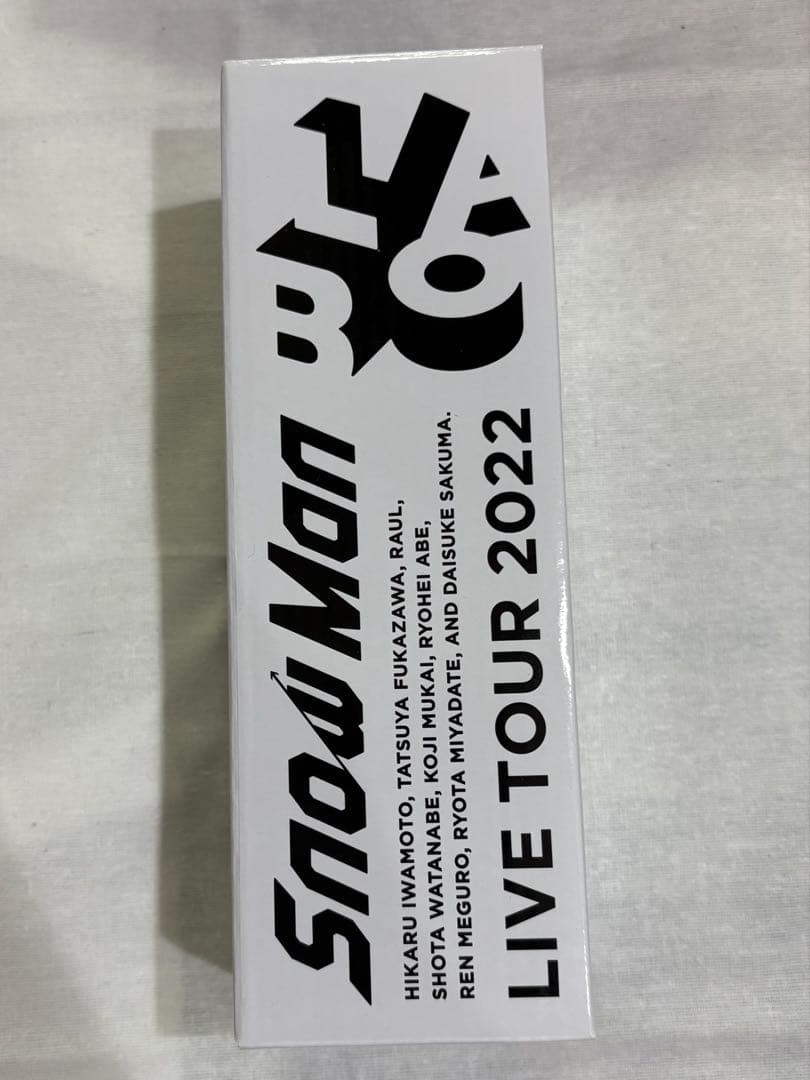 Snow Man
HIKARU IWAMOTO, TATSUYA FUKAZAWA, RAUL,
SHOTA WATANABE, KOJI MUKAI, RYOHEI ABE,
REN MEGURO, RYOTA MIYADATE, AND DAISUKE SAKUMA.
LIVE TOUR 2022